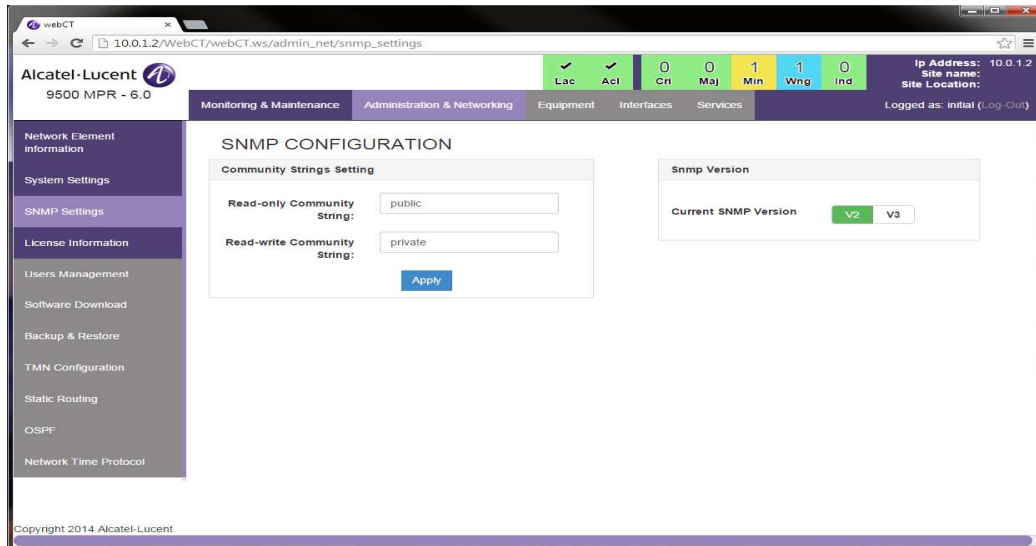 webCT
10.0.1.2/WebCT/webCT.ws/admin_net/snmp_settings
Alcatel·Lucent
9500 MPR - 6.0
Lac
Acl
0
Cri
0
Maj
1
Min
1
Wng
0
Ind
Ip Address: 10.0.1.2
Site name:
Site Location:
Monitoring & Maintenance
Administration & Networking
Equipment
Interfaces
Services
Logged as: initial (Log-Out)
Network Element
information
System Settings
SNMP Settings
License Information
Users Management
Software Download
Backup & Restore
TMN Configuration
Static Routing
OSPF
Network Time Protocol
SNMP CONFIGURATION
Community Strings Setting
Read-only Community
String:
public
Read-write Community
String:
private
Apply
Snmp Version
Current SNMP Version
V2
V3
Copyright 2014 Alcatel-Lucent